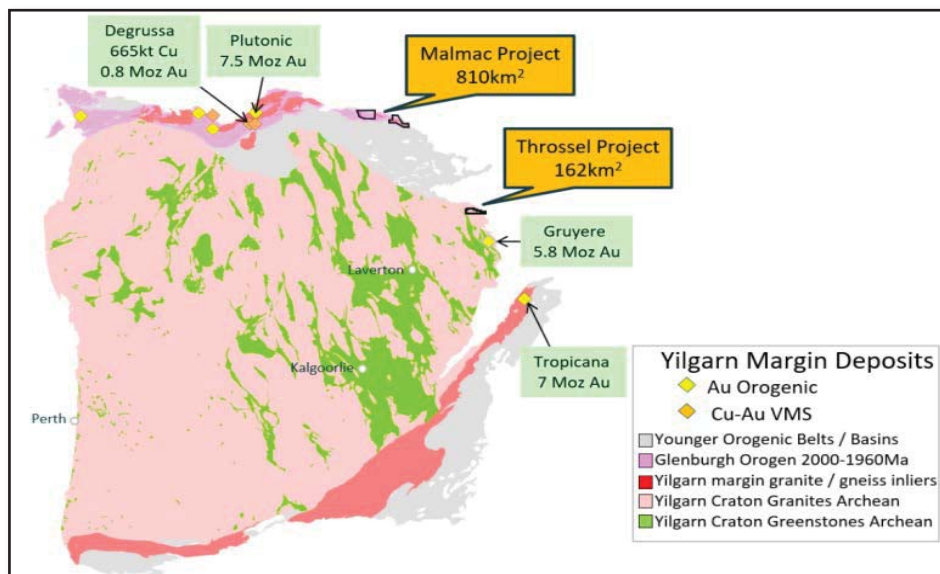 Degrussa
665kt Cu
0.8 Moz Au
Plutonic
7.5 Moz Au
Malmac Project
810km²
Throssel Project
162km²
Gruyere
5.8 Moz Au
Laverton
Tropicana
7 Moz Au
Kalgoorlie
Perth
Yilgarn Margin Deposits
Au Orogenic
Cu-Au VMS
Younger Orogenic Belts / Basins
Glenburgh Orogen 2000-1960Ma
Yilgarn margin granite / gneiss inliers
Yilgarn Craton Granites Archean
Yilgarn Craton Greenstones Archean